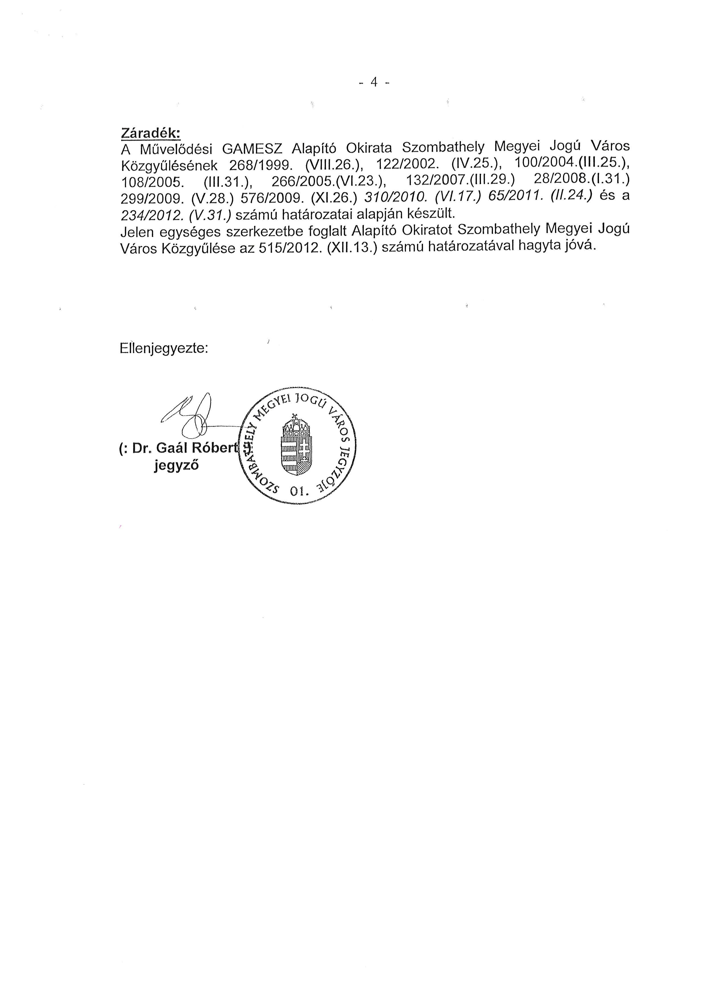 - 4 -
Záradék:
A Művelődési GAMESZ Alapító Okirata Szombathely Megyei Jogú Város
Közgyűlésének 268/1999. (VIII.26.), 122/2002. (IV.25.), 100/2004.(III.25.),
108/2005. (III.31.), 266/2005.(VI.23.), 132/2007.(III.29.) 28/2008.(I.31.)
299/2009. (V.28.) 576/2009. (XI.26.) 310/2010. (VI.17.) 65/2011. (II.24.) és a
234/2012. (V.31.) számú határozatai alapján készült.
Jelen egységes szerkezetbe foglalt Alapító Okiratot Szombathely Megyei Jogú
Város Közgyűlése az 515/2012. (XII.13.) számú határozatával hagyta jóvá.
Ellenjegyezte:
(: Dr. Gaál Róbert :)
jegyző
SZOMBATHELY MEGYEI JOGÚ VÁROS JEGYZŐJE
01.